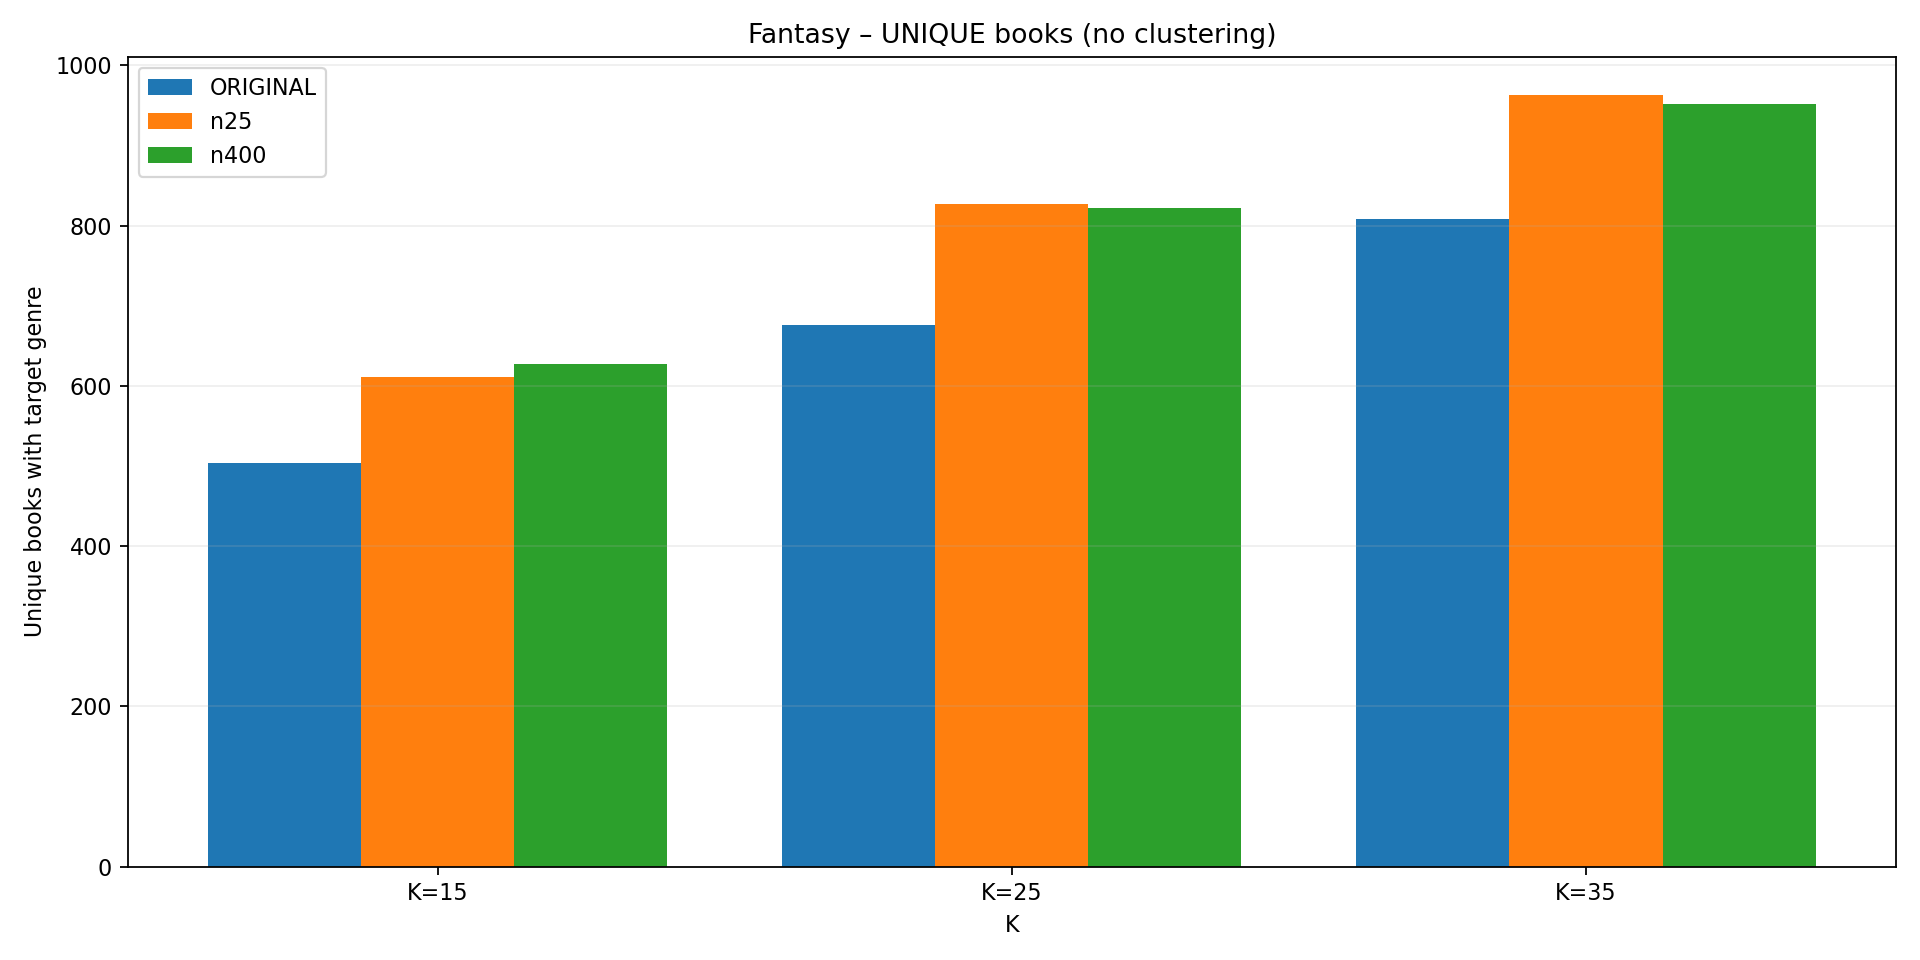 Fantasy – UNIQUE books (no clustering)
ORIGINAL
n25
n400
Unique books with target genre
1000
800
600
400
200
0
K=15
K=25
K=35
K